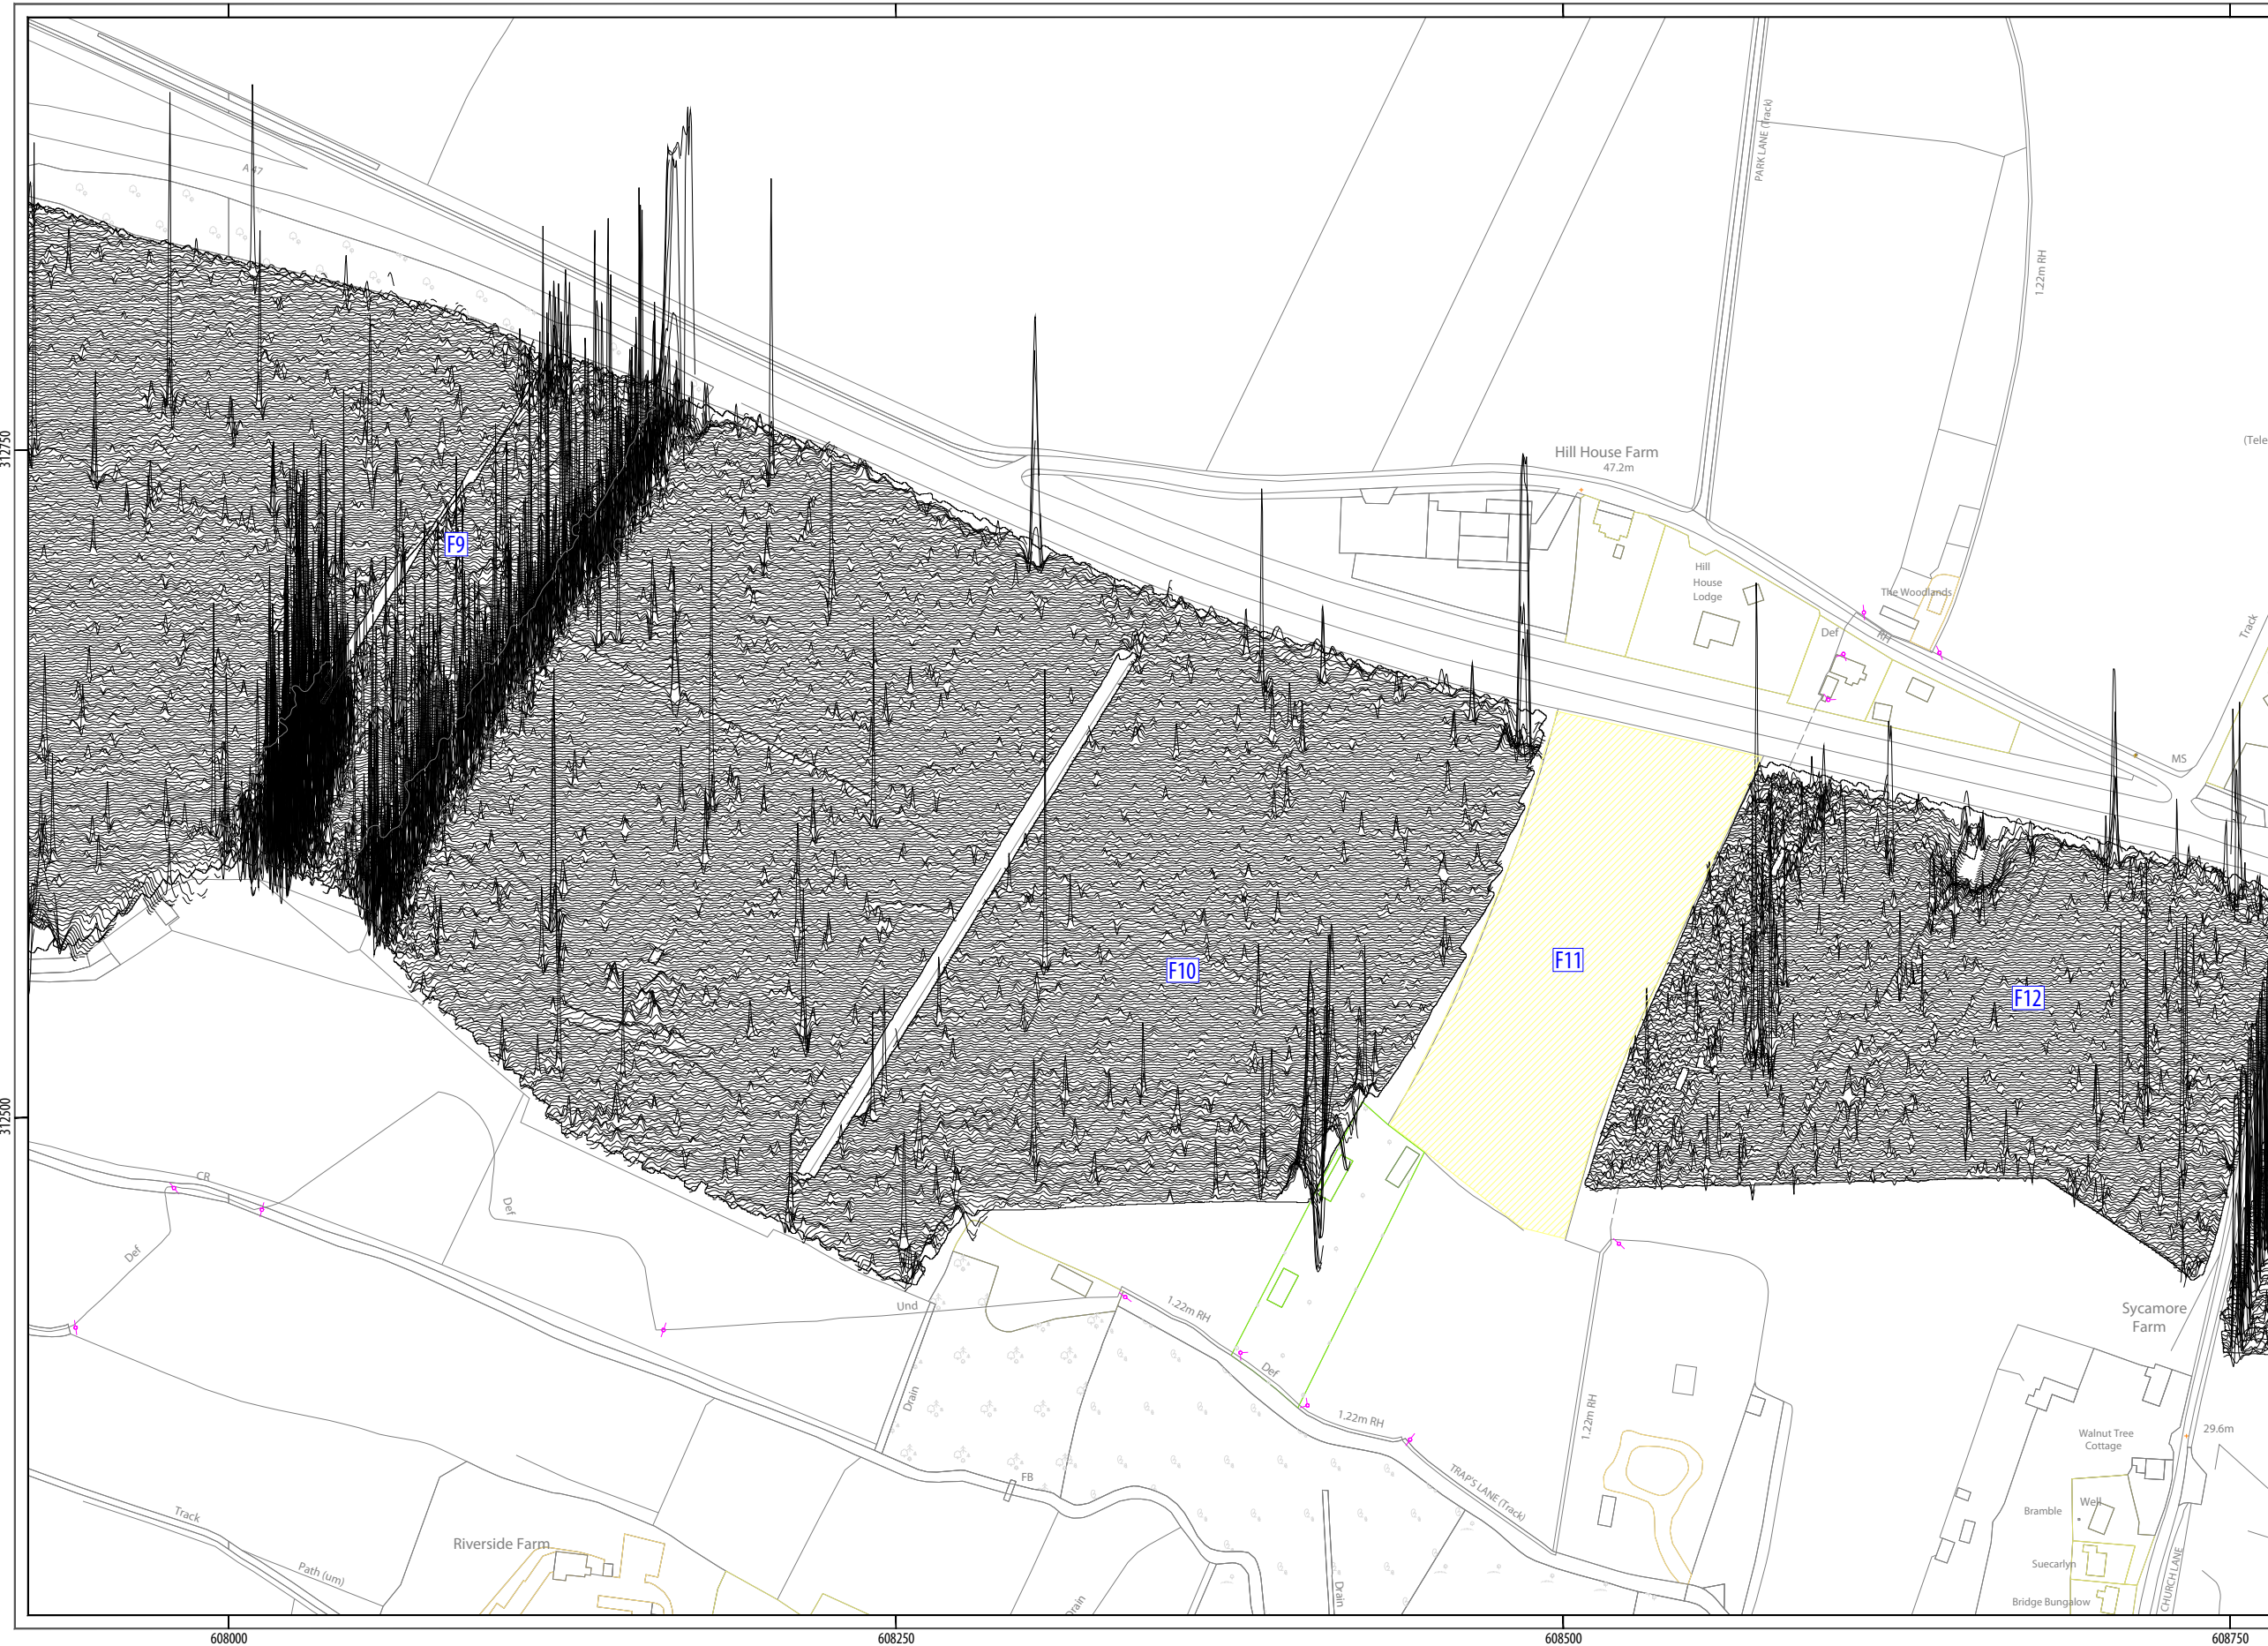 A 47
PARK LANE (Track)
1.22m RH
(Tele
Hill House Farm
47.2m
312750
F9
Hill
House
Lodge
The Woodlands
Def
RH
Track
MS
F10
F11
F12
312500
CR
Def
Def
Und
1.22m RH
Def
1.22m RH
Drain
1.22m RH
TRAP'S LANE (Track)
Sycamore
Farm
29.6m
Walnut Tree
Cottage
FB
Well
Bramble
Track
Riverside Farm
Path (um)
Drain
Drain
Suecarlyn
CHURCH LANE
Bridge Bungalow
608000
608250
608500
608750